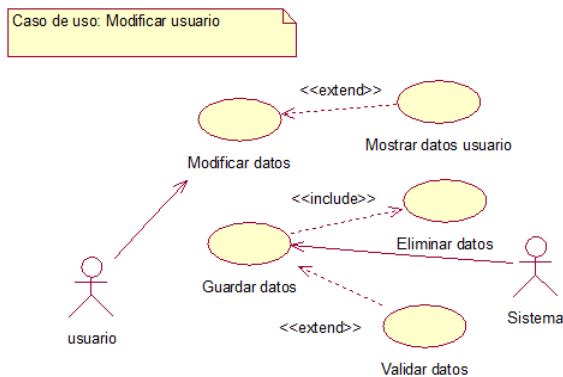 Caso de uso: Modificar usuario
<<extend>>
Mostrar datos usuario
Modificar datos
<<include>>
Eliminar datos
Guardar datos
Sistema
<<extend>>
usuario
Validar datos